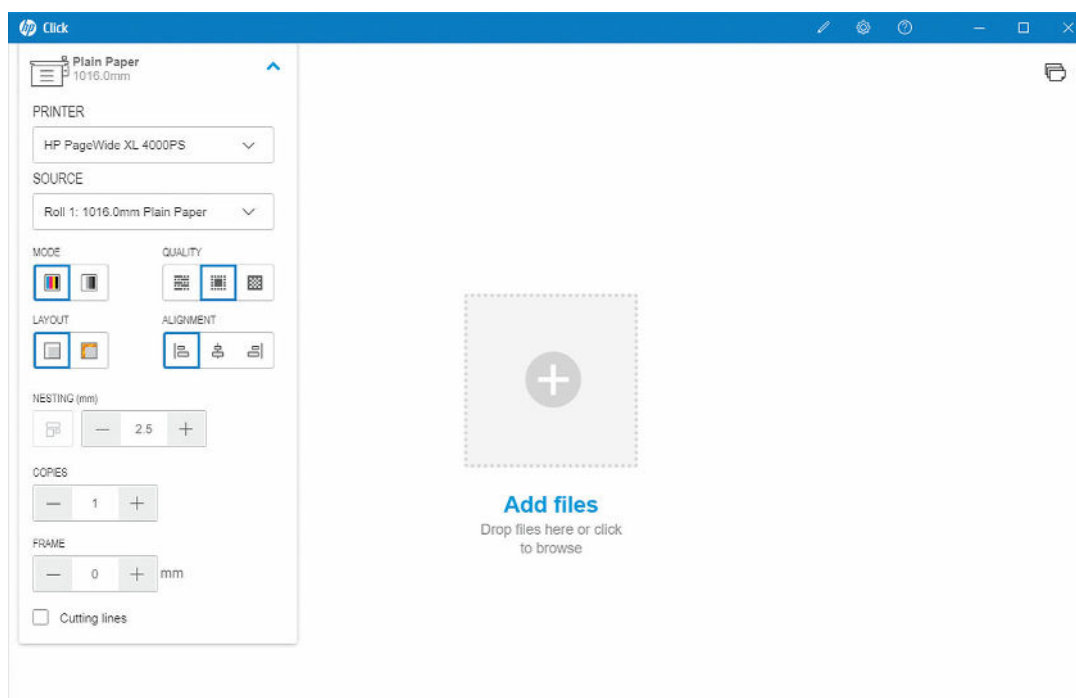 hp Click
Plain Paper
1016.0mm
PRINTER
HP PageWide XL 4000PS
SOURCE
Roll 1: 1016.0mm Plain Paper
MODE QUALITY
LAYOUT ALIGNMENT
NESTING (mm)
2.5
COPIES
1
FRAME
0 mm
Cutting lines
Add files
Drop files here or click
to browse